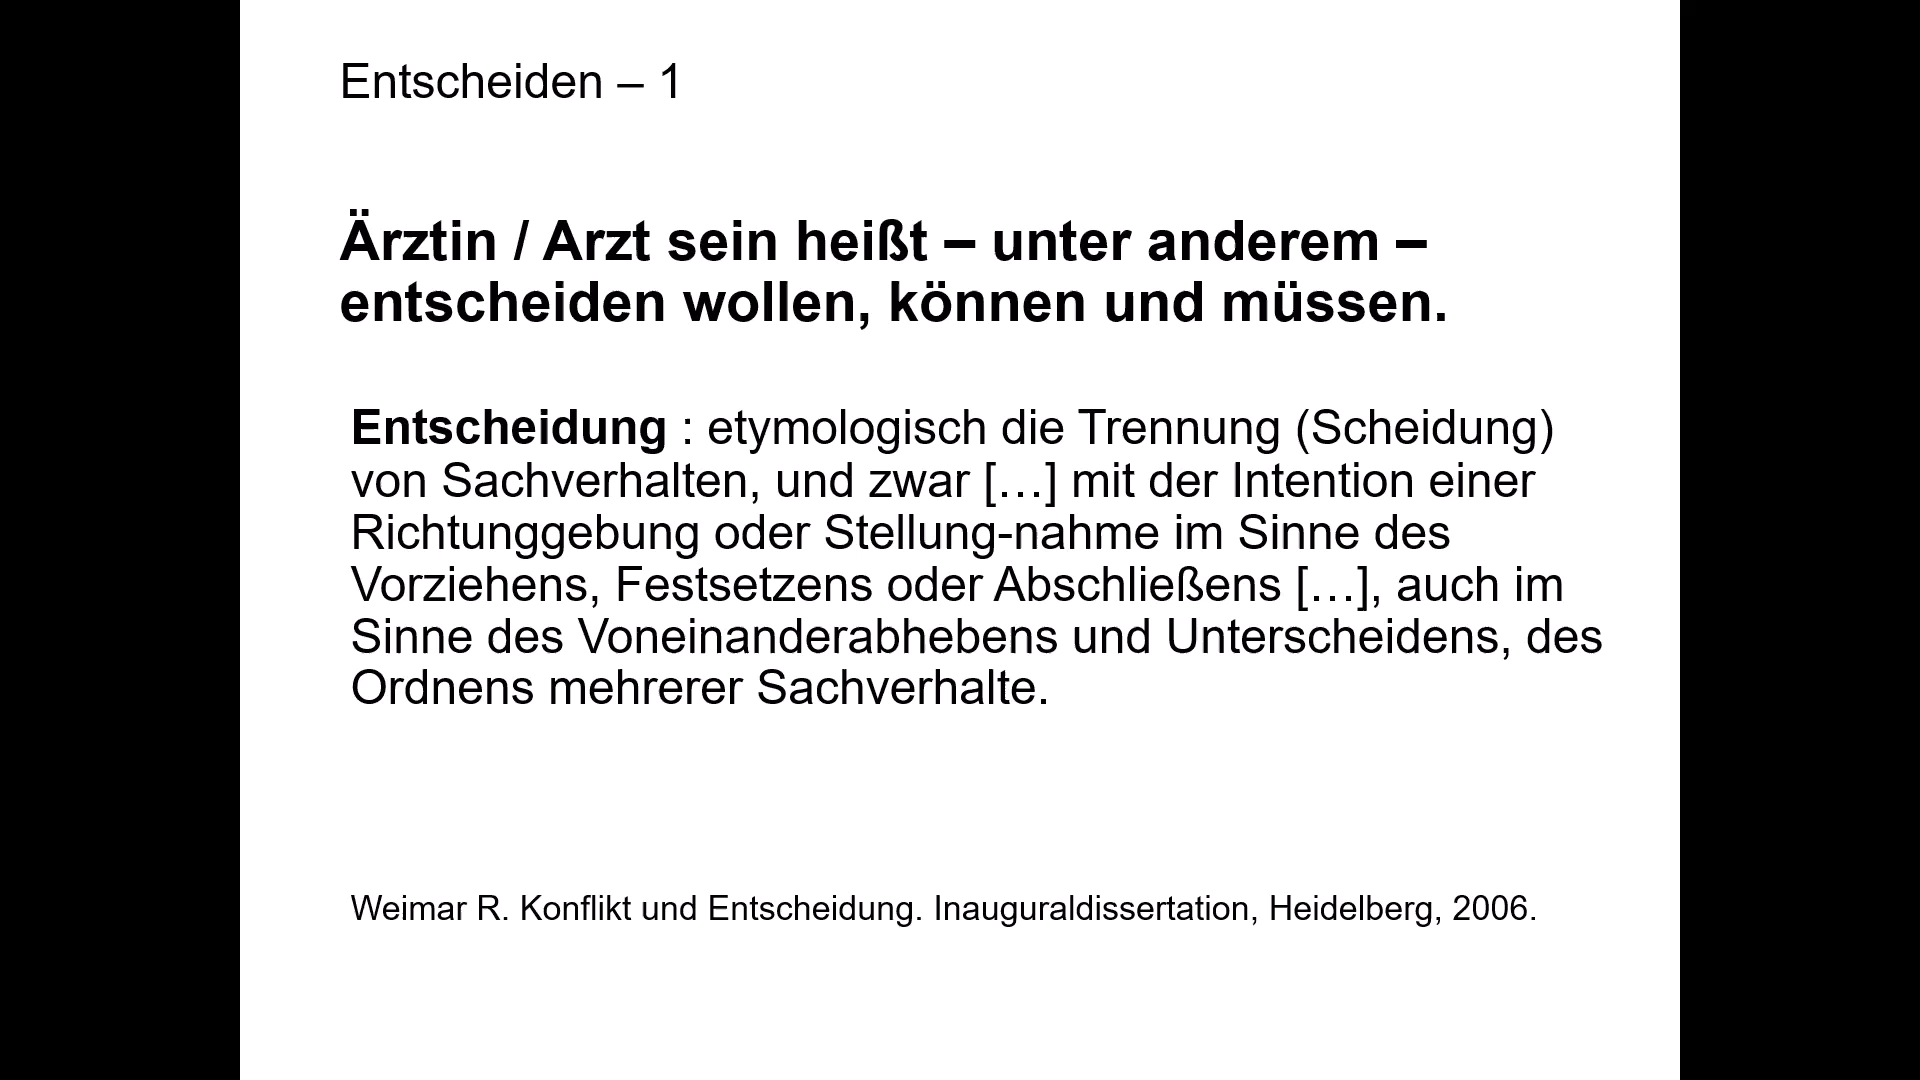 Entscheiden – 1
Ärztin / Arzt sein heißt – unter anderem –
entscheiden wollen, können und müssen.
Entscheidung : etymologisch die Trennung (Scheidung)
von Sachverhalten, und zwar […] mit der Intention einer
Richtunggebung oder Stellung-nahme im Sinne des
Vorziehens, Festsetzens oder Abschließens […], auch im
Sinne des Voneinanderabhebens und Unterscheidens, des
Ordnens mehrerer Sachverhalte.
Weimar R. Konflikt und Entscheidung. Inauguraldissertation, Heidelberg, 2006.